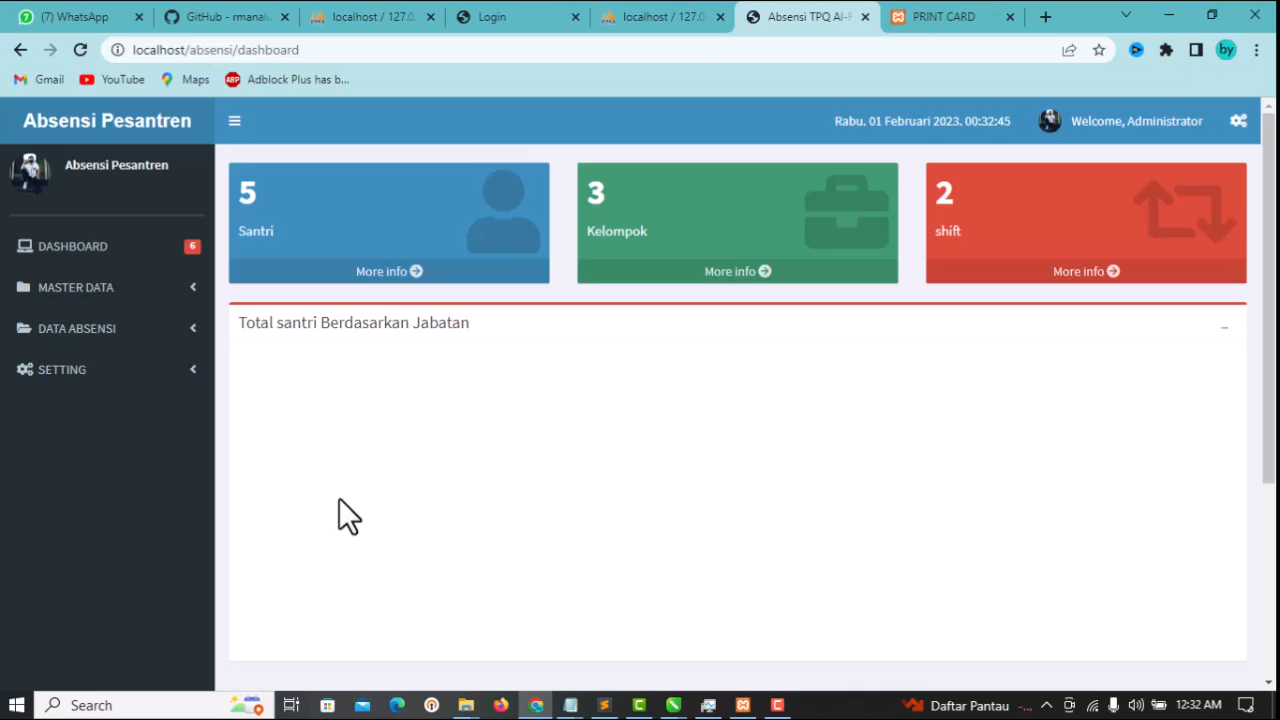 (7) WhatsApp
GitHub - rmanalu
localhost / 127.0
Login
localhost / 127.0
Absensi TPQ Al-
PRINT CARD
localhost/absensi/dashboard
by
Gmail
YouTube
Maps
ABP
Adblock Plus has b...
Absensi Pesantren
Rabu. 01 Februari 2023. 00:32:45
Welcome, Administrator
Absensi Pesantren
DASHBOARD
6
MASTER DATA
DATA ABSENSI
SETTING
5
Santri
More info
3
Kelompok
More info
2
shift
More info
Total santri Berdasarkan Jabatan
Search
Daftar Pantau
12:32 AM